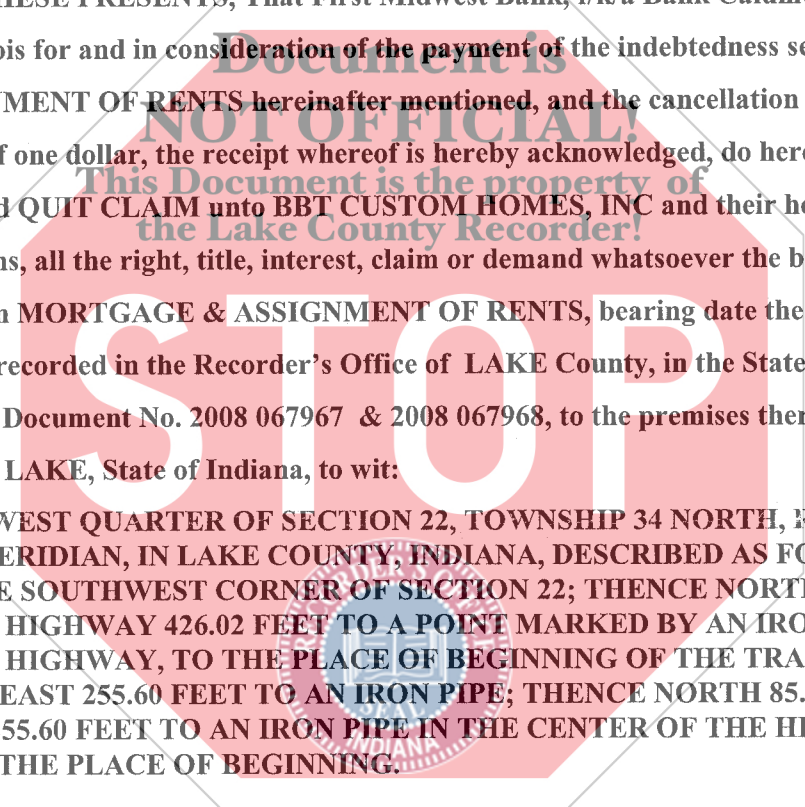 THESE PRESENTS, That First Midwest Bank, f/k/a Bank
ois for and in consideration of the payment of the indebtedness se
Document is
YMENT OF RENTS hereinafter mentioned, and the cancellation
NOT OFFICIAL!
f one dollar, the receipt whereof is hereby acknowledged, do here
This Document is the property of
d QUIT CLAIM unto BBT CUSTOM HOMES, INC and their he
the Lake County Recorder!
ns, all the right, title, interest, claim or demand whatsoever the b
n MORTGAGE & ASSIGNMENT OF RENTS, bearing date the
recorded in the Recorder's Office of LAKE County, in the State
Document No. 2008 067967 & 2008 067968, to the premises ther
STOP
LAKE, State of Indiana, to wit:
WEST QUARTER OF SECTION 22, TOWNSHIP 34 NORTH,
ERIDIAN, IN LAKE COUNTY, INDIANA, DESCRIBED AS FO
E SOUTHWEST CORNER OF SECTION 22; THENCE NORTH
HIGHWAY 426.02 FEET TO A POINT MARKED BY AN IRO
HIGHWAY, TO THE PLACE OF BEGINNING OF THE TRA
EAST 255.60 FEET TO AN IRON PIPE; THENCE NORTH 85.
55.60 FEET TO AN IRON PIPE IN THE CENTER OF THE HI
THE PLACE OF BEGINNING.
RECORDER'S OFFICE
SEAL
INDIANA